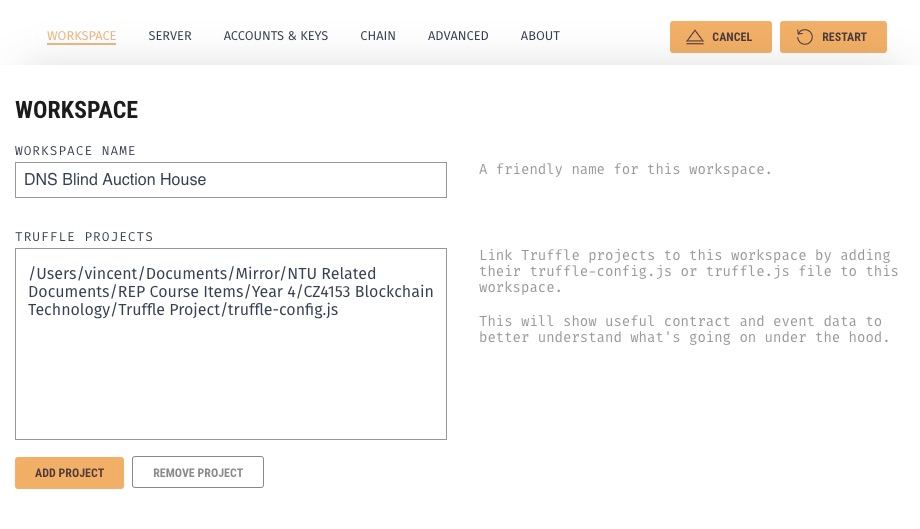 WORKSPACE SERVER ACCOUNTS & KEYS CHAIN ADVANCED ABOUT CANCEL RESTART
WORKSPACE
WORKSPACE NAME
DNS Blind Auction House
A friendly name for this workspace.
TRUFFLE PROJECTS
/Users/vincent/Documents/Mirror/NTU Related
Documents/REP Course Items/Year 4/CZ4153 Blockchain
Technology/Truffle Project/truffle-config.js
Link Truffle projects to this workspace by adding
their truffle-config.js or truffle.js file to this
workspace.
This will show useful contract and event data to
better understand what's going on under the hood.
ADD PROJECT REMOVE PROJECT